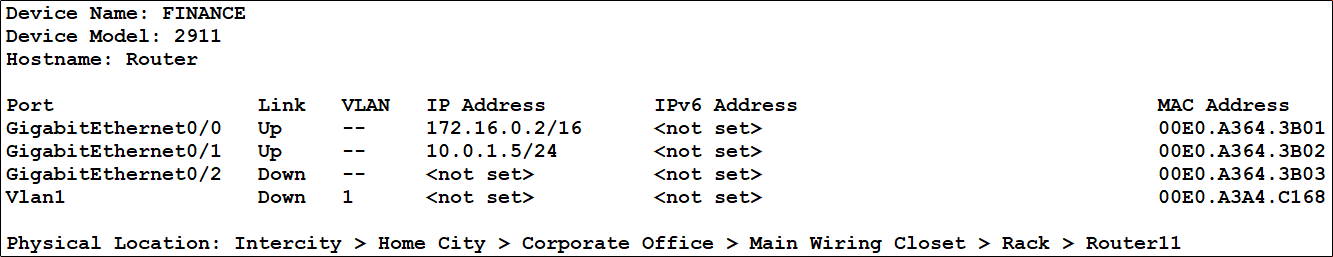 Device Name: FINANCE
Device Model: 2911
Hostname: Router
Port Link VLAN IP Address IPv6 Address MAC Address
GigabitEthernet0/0 Up -- 172.16.0.2/16 <not set> 00E0.A364.3B01
GigabitEthernet0/1 Up -- 10.0.1.5/24 <not set> 00E0.A364.3B02
GigabitEthernet0/2 Down -- <not set> <not set> 00E0.A364.3B03
Vlan1 Down 1 <not set> <not set> 00E0.A3A4.C168
Physical Location: Intercity > Home City > Corporate Office > Main Wiring Closet > Rack > Router11